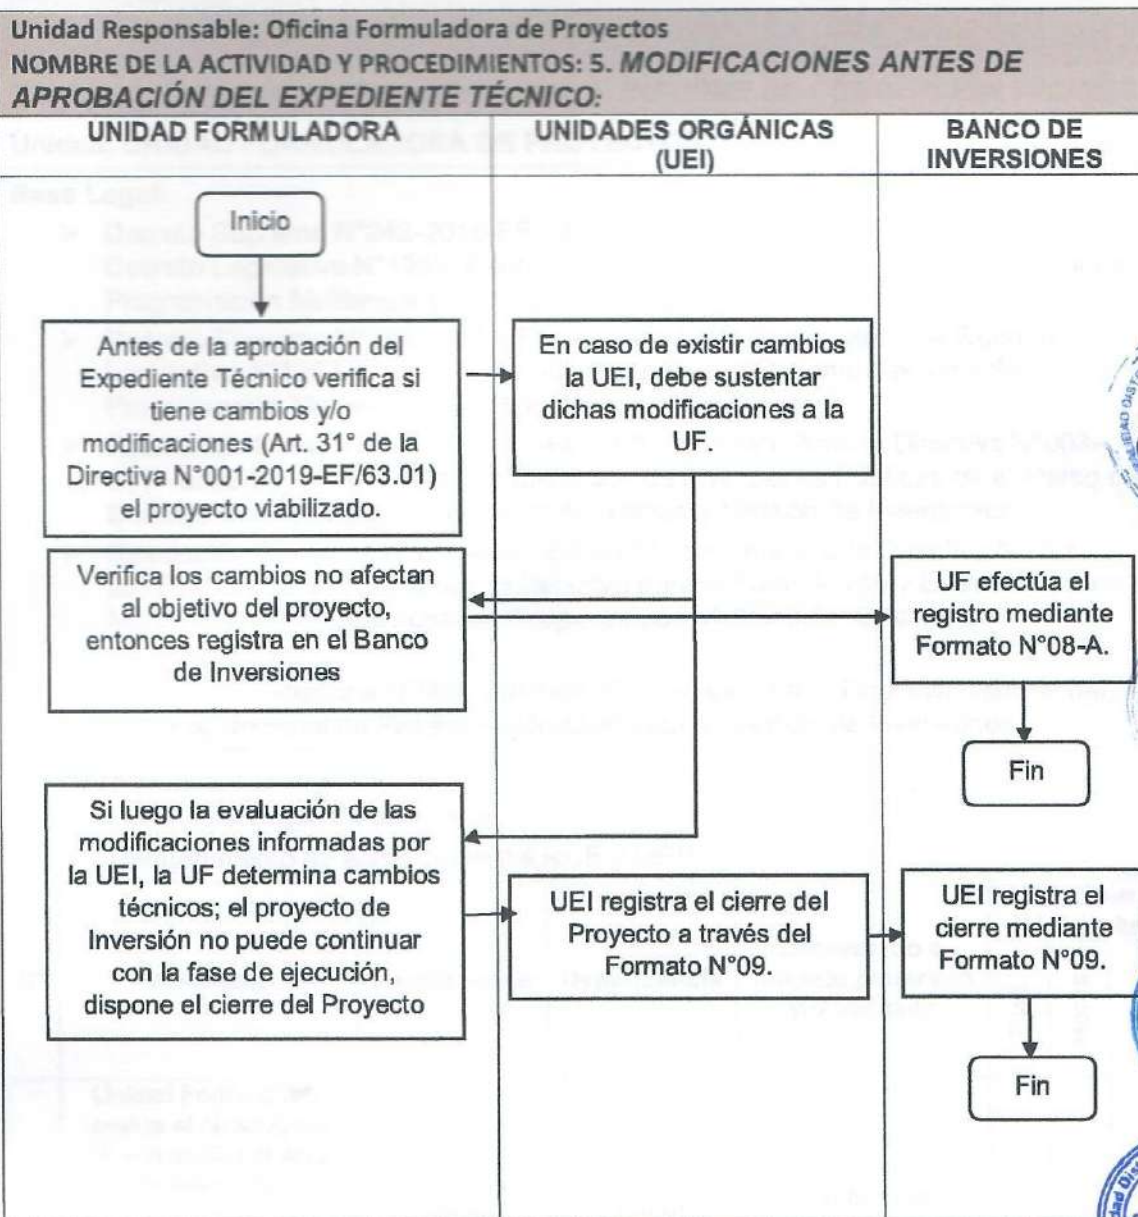 Unidad Responsable: Oficina Formuladora de Proyectos
NOMBRE DE LA ACTIVIDAD Y PROCEDIMIENTOS: 5. MODIFICACIONES ANTES DE
APROBACIÓN DEL EXPEDIENTE TÉCNICO:
UNIDAD FORMULADORA
UNIDADES ORGÁNICAS
(UEI)
BANCO DE
INVERSIONES
Inicio
Antes de la aprobación del
Expediente Técnico verifica si
tiene cambios y/o
modificaciones (Art. 31° de la
Directiva N°001-2019-EF/63.01)
el proyecto viabilizado.
En caso de existir cambios
la UEI, debe sustentar
dichas modificaciones a la
UF.
Verifica los cambios no afectan
al objetivo del proyecto,
entonces registra en el Banco
de Inversiones
UF efectúa el
registro mediante
Formato N°08-A.
Fin
Si luego la evaluación de las
modificaciones informadas por
la UEI, la UF determina cambios
técnicos; el proyecto de
Inversión no puede continuar
con la fase de ejecución,
dispone el cierre del Proyecto
UEI registra el cierre del
Proyecto a través del
Formato N°09.
UEI registra el
cierre mediante
Formato N°09.
Fin